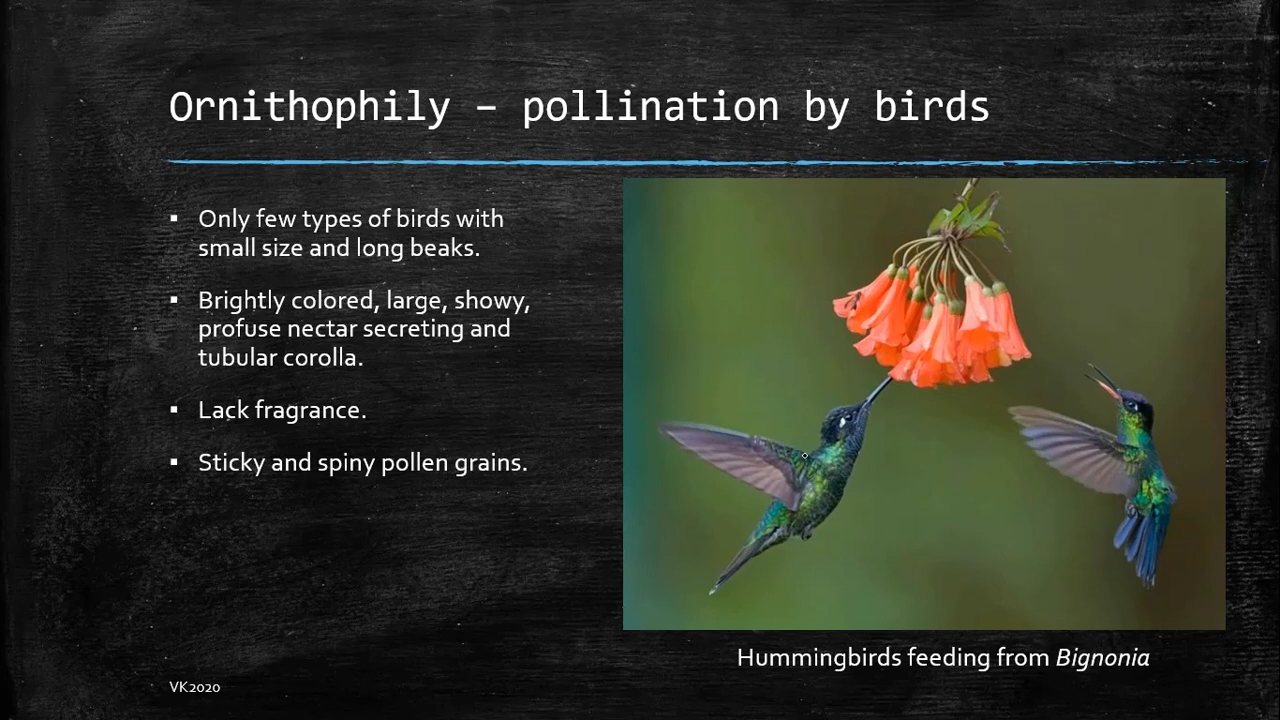 Ornithophily – pollination by birds
▪ Only few types of birds with
small size and long beaks.
▪ Brightly colored, large, showy,
profuse nectar secreting and
tubular corolla.
▪ Lack fragrance.
▪ Sticky and spiny pollen grains.
Hummingbirds feeding from Bignonia
VK2020